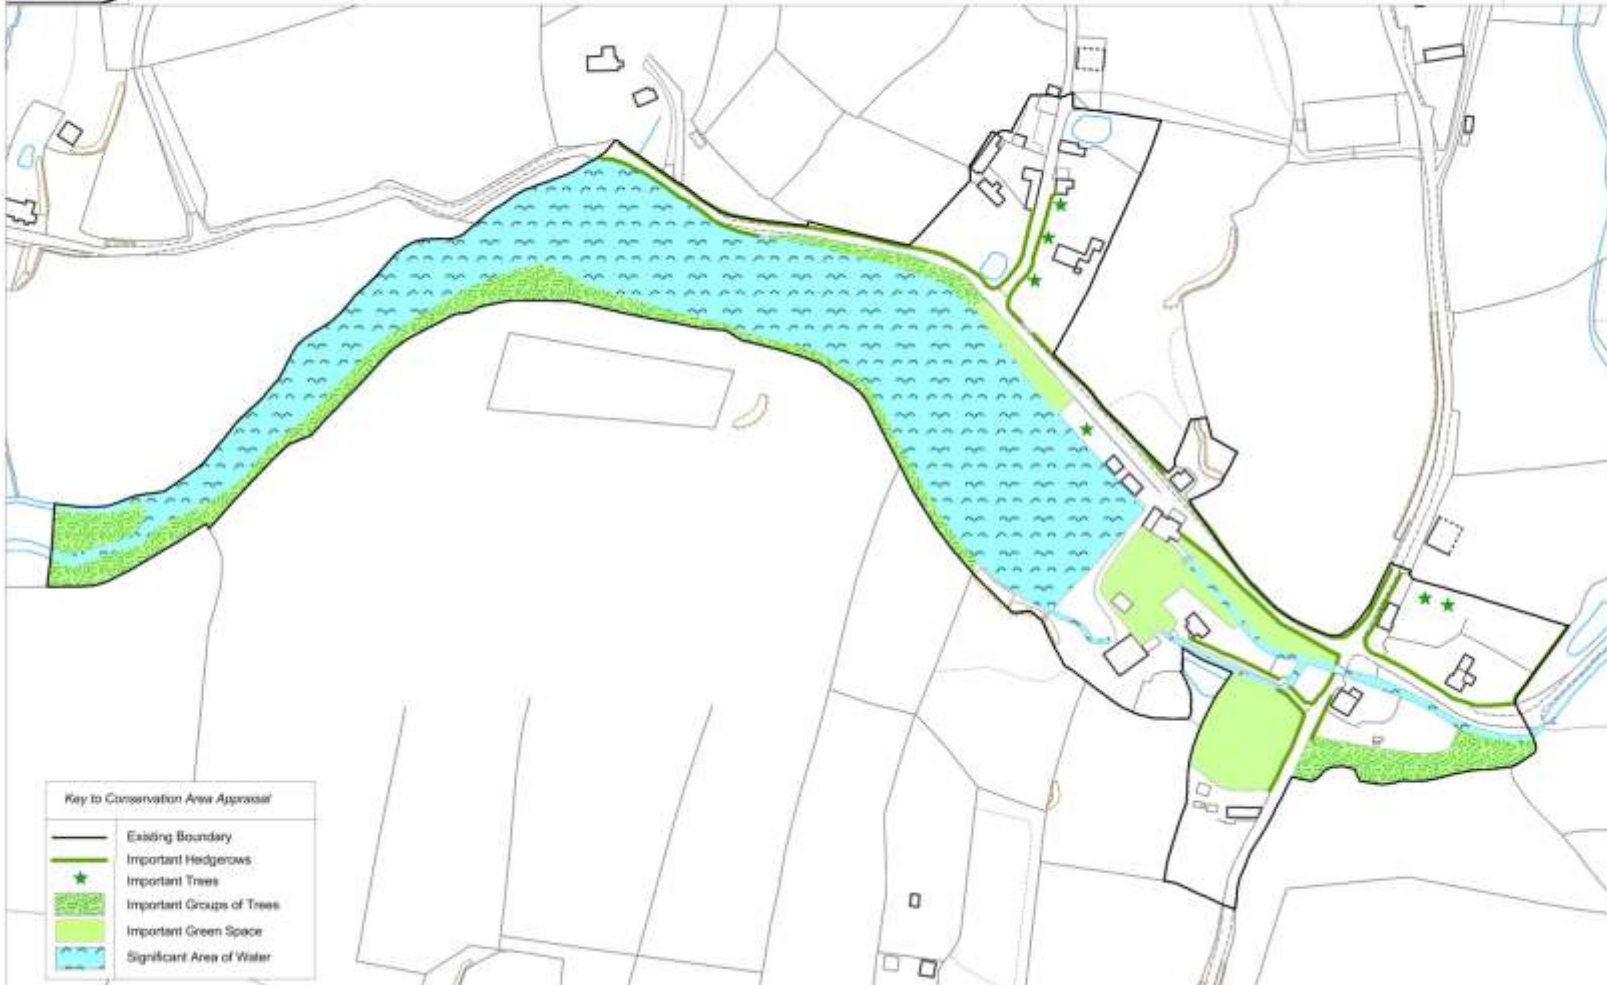 Key to Conservation Area Appraisal
Existing Boundary
Important Hedgerows
Important Trees
Important Groups of Trees
Important Green Space
Significant Area of Water